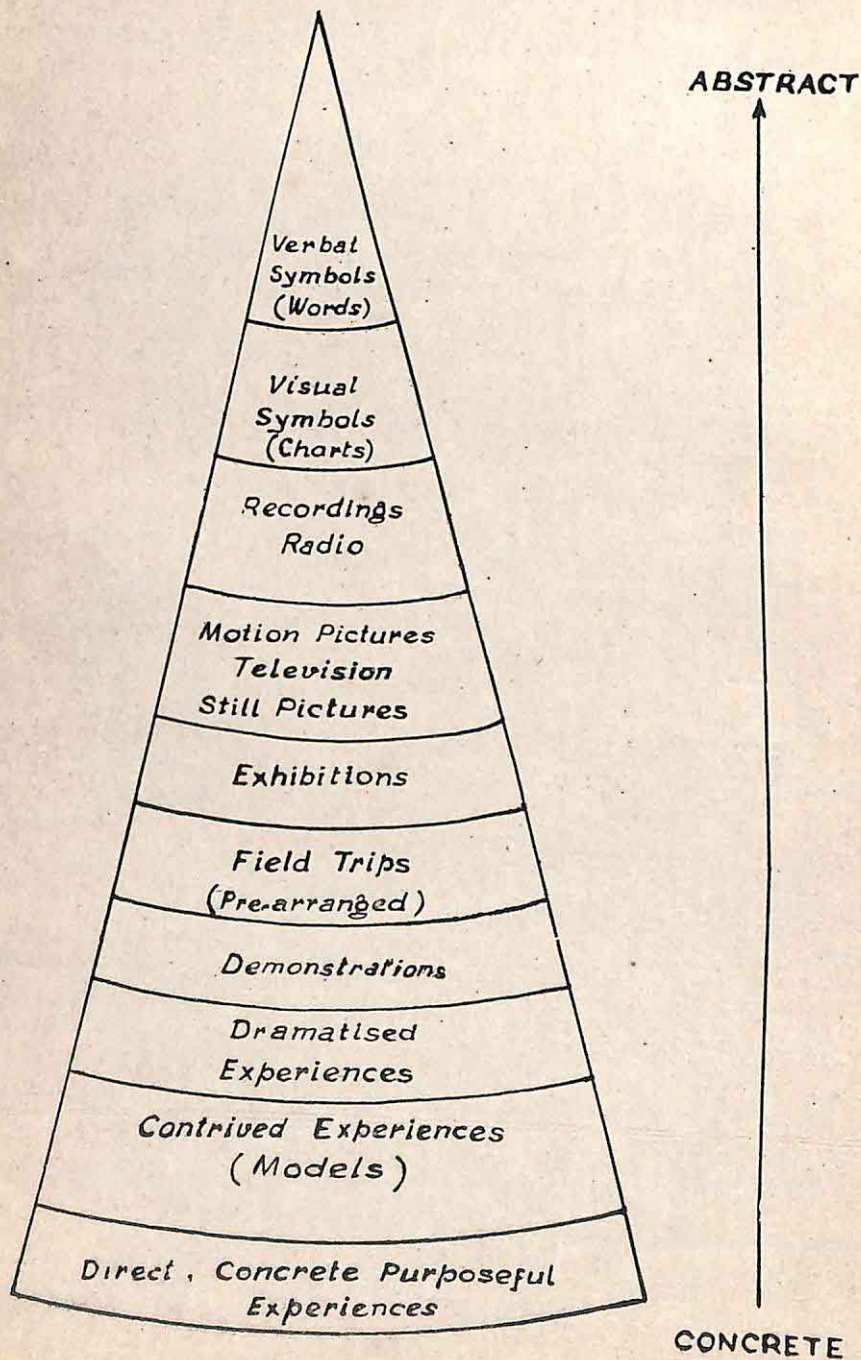 ABSTRACT
Verbal
Symbols
(Words)
Visual
Symbols
(Charts)
Recordings
Radio
Motion Pictures
Television
Still Pictures
Exhibitions
Field Trips
(Pre-arranged)
Demonstrations
Dramatised
Experiences
Contrived Experiences
(Models)
Direct, Concrete Purposeful
Experiences
CONCRETE